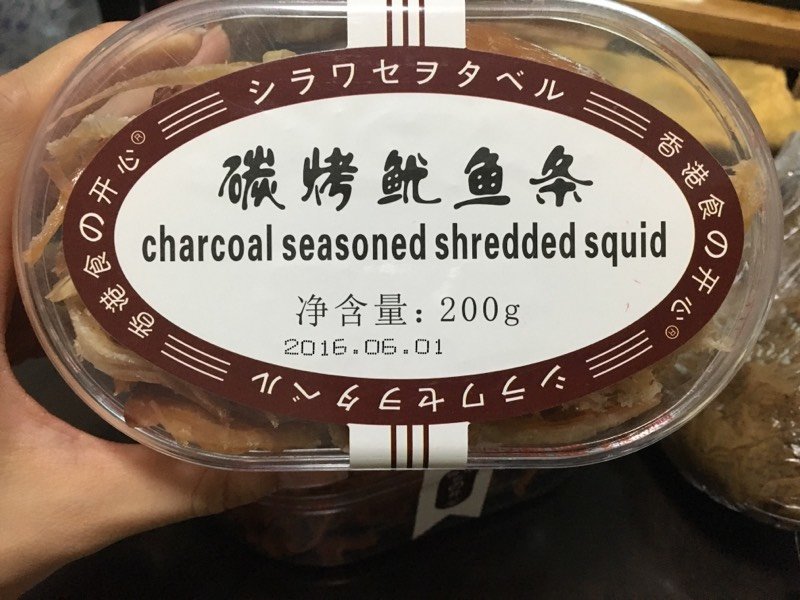 シラワセヲタベル
香港食の开心®
香港食の开心®
碳烤鱿鱼条
charcoal seasoned shredded squid
净含量：200g
2016.06.01
シラワセヲタベル